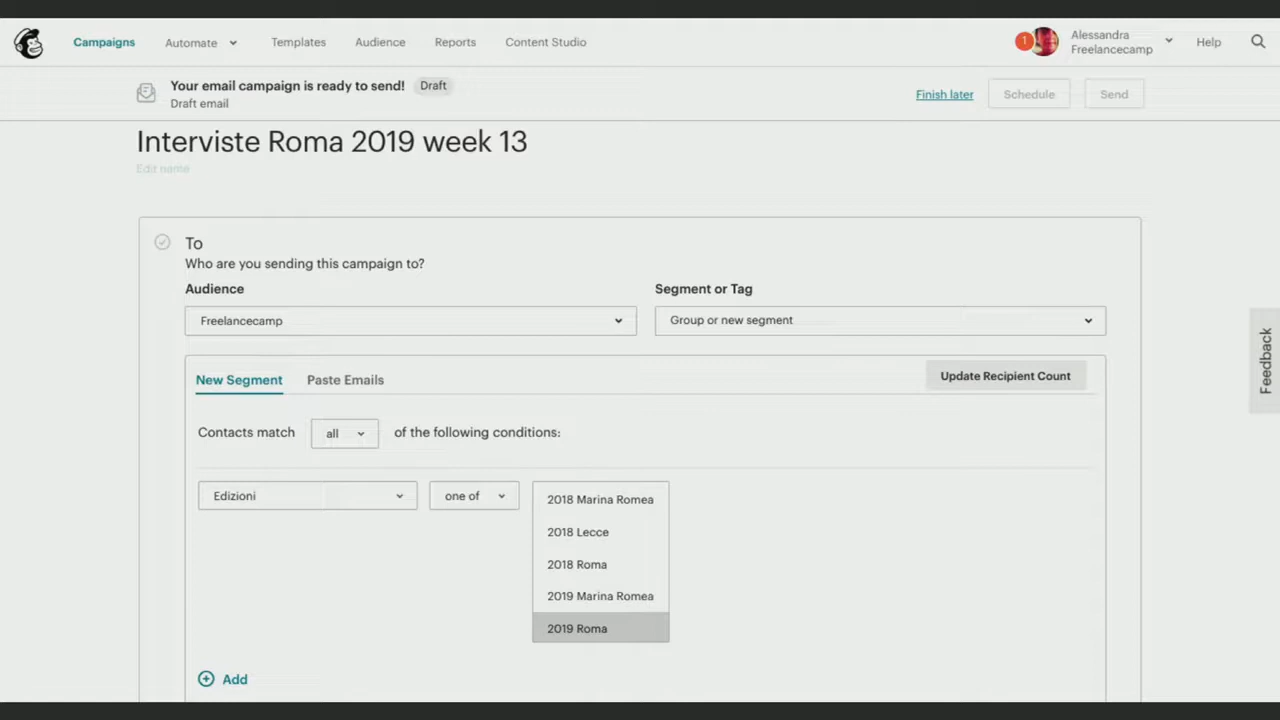 Campaigns Automate Templates Audience Reports Content Studio
1 Alessandra Freelancecamp Help
Your email campaign is ready to send! Draft
Draft email
Finish later Schedule Send
Interviste Roma 2019 week 13
Edit name
To
Who are you sending this campaign to?
Audience Segment or Tag
Freelancecamp Group or new segment
New Segment Paste Emails Update Recipient Count
Contacts match all of the following conditions:
Edizioni one of 2018 Marina Romea
2018 Lecce
2018 Roma
2019 Marina Romea
2019 Roma
Add
Feedback